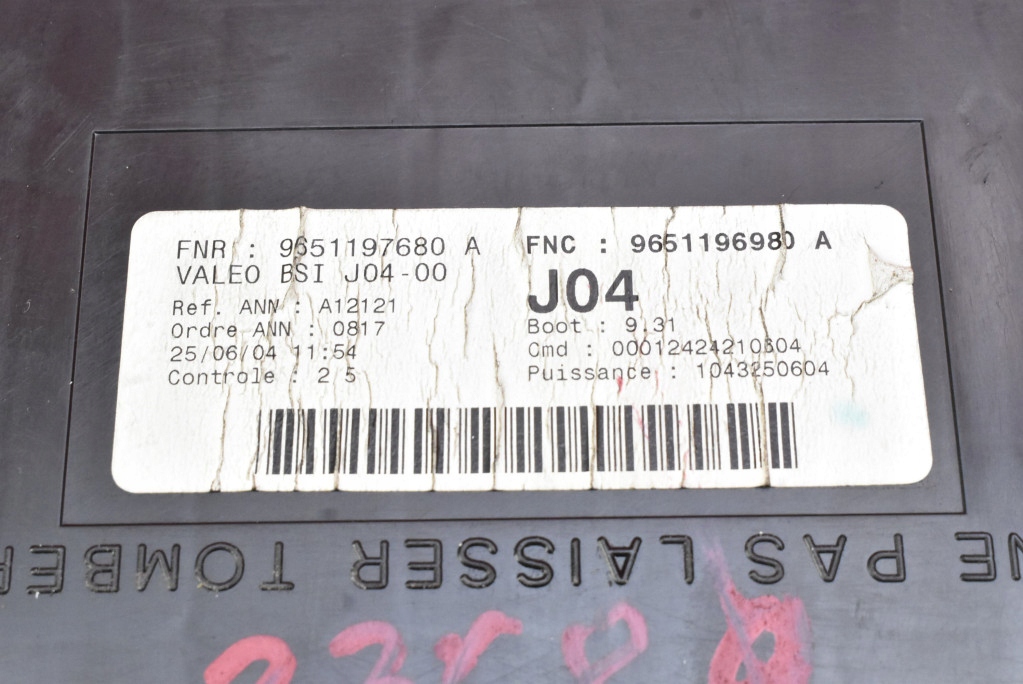 FNR : 9651197680 A
FNC : 9651196980 A
VALEO BSI J04-00
J04
Ref. ANN : A12121
Ordre ANN : 0817
Boot : 9.31
25/06/04 11:54
Cmd : 00012424210304
Controle : 2 5
Puissance : 1043250604
NE PAS LAISSER TOMBER